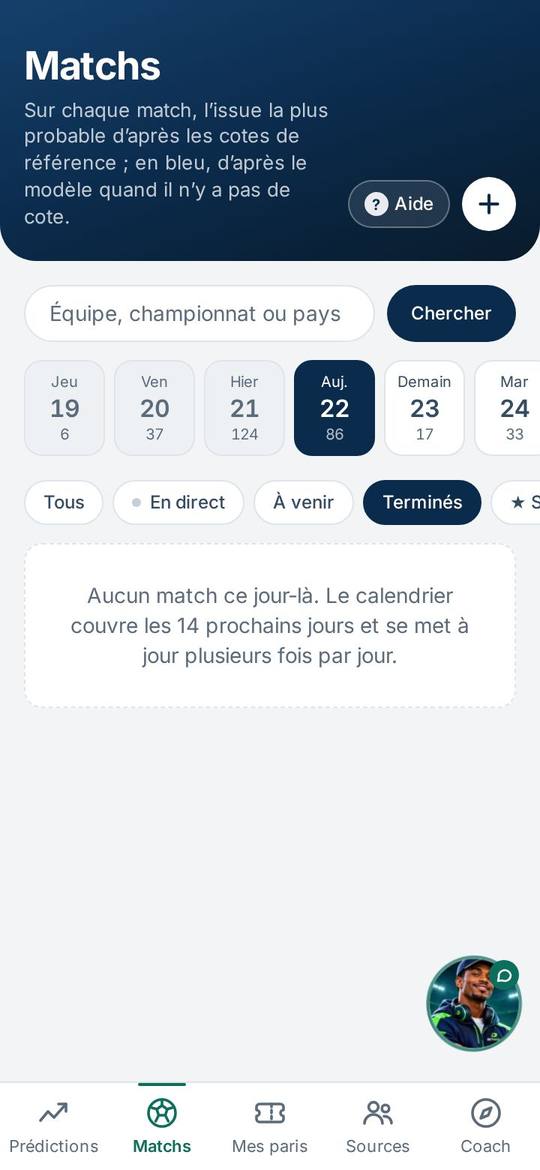 Matchs
Sur chaque match, l’issue la plus
probable d’après les cotes de
référence ; en bleu, d’après le
modèle quand il n’y a pas de
cote.
? Aide
Équipe, championnat ou pays
Chercher
Jeu
19
6
Ven
20
37
Hier
21
124
Auj.
22
86
Demain
23
17
Mar
24
33
Tous
En direct
À venir
Terminés
★ S
Aucun match ce jour-là. Le calendrier
couvre les 14 prochains jours et se met à
jour plusieurs fois par jour.
Prédictions
Matchs
Mes paris
Sources
Coach